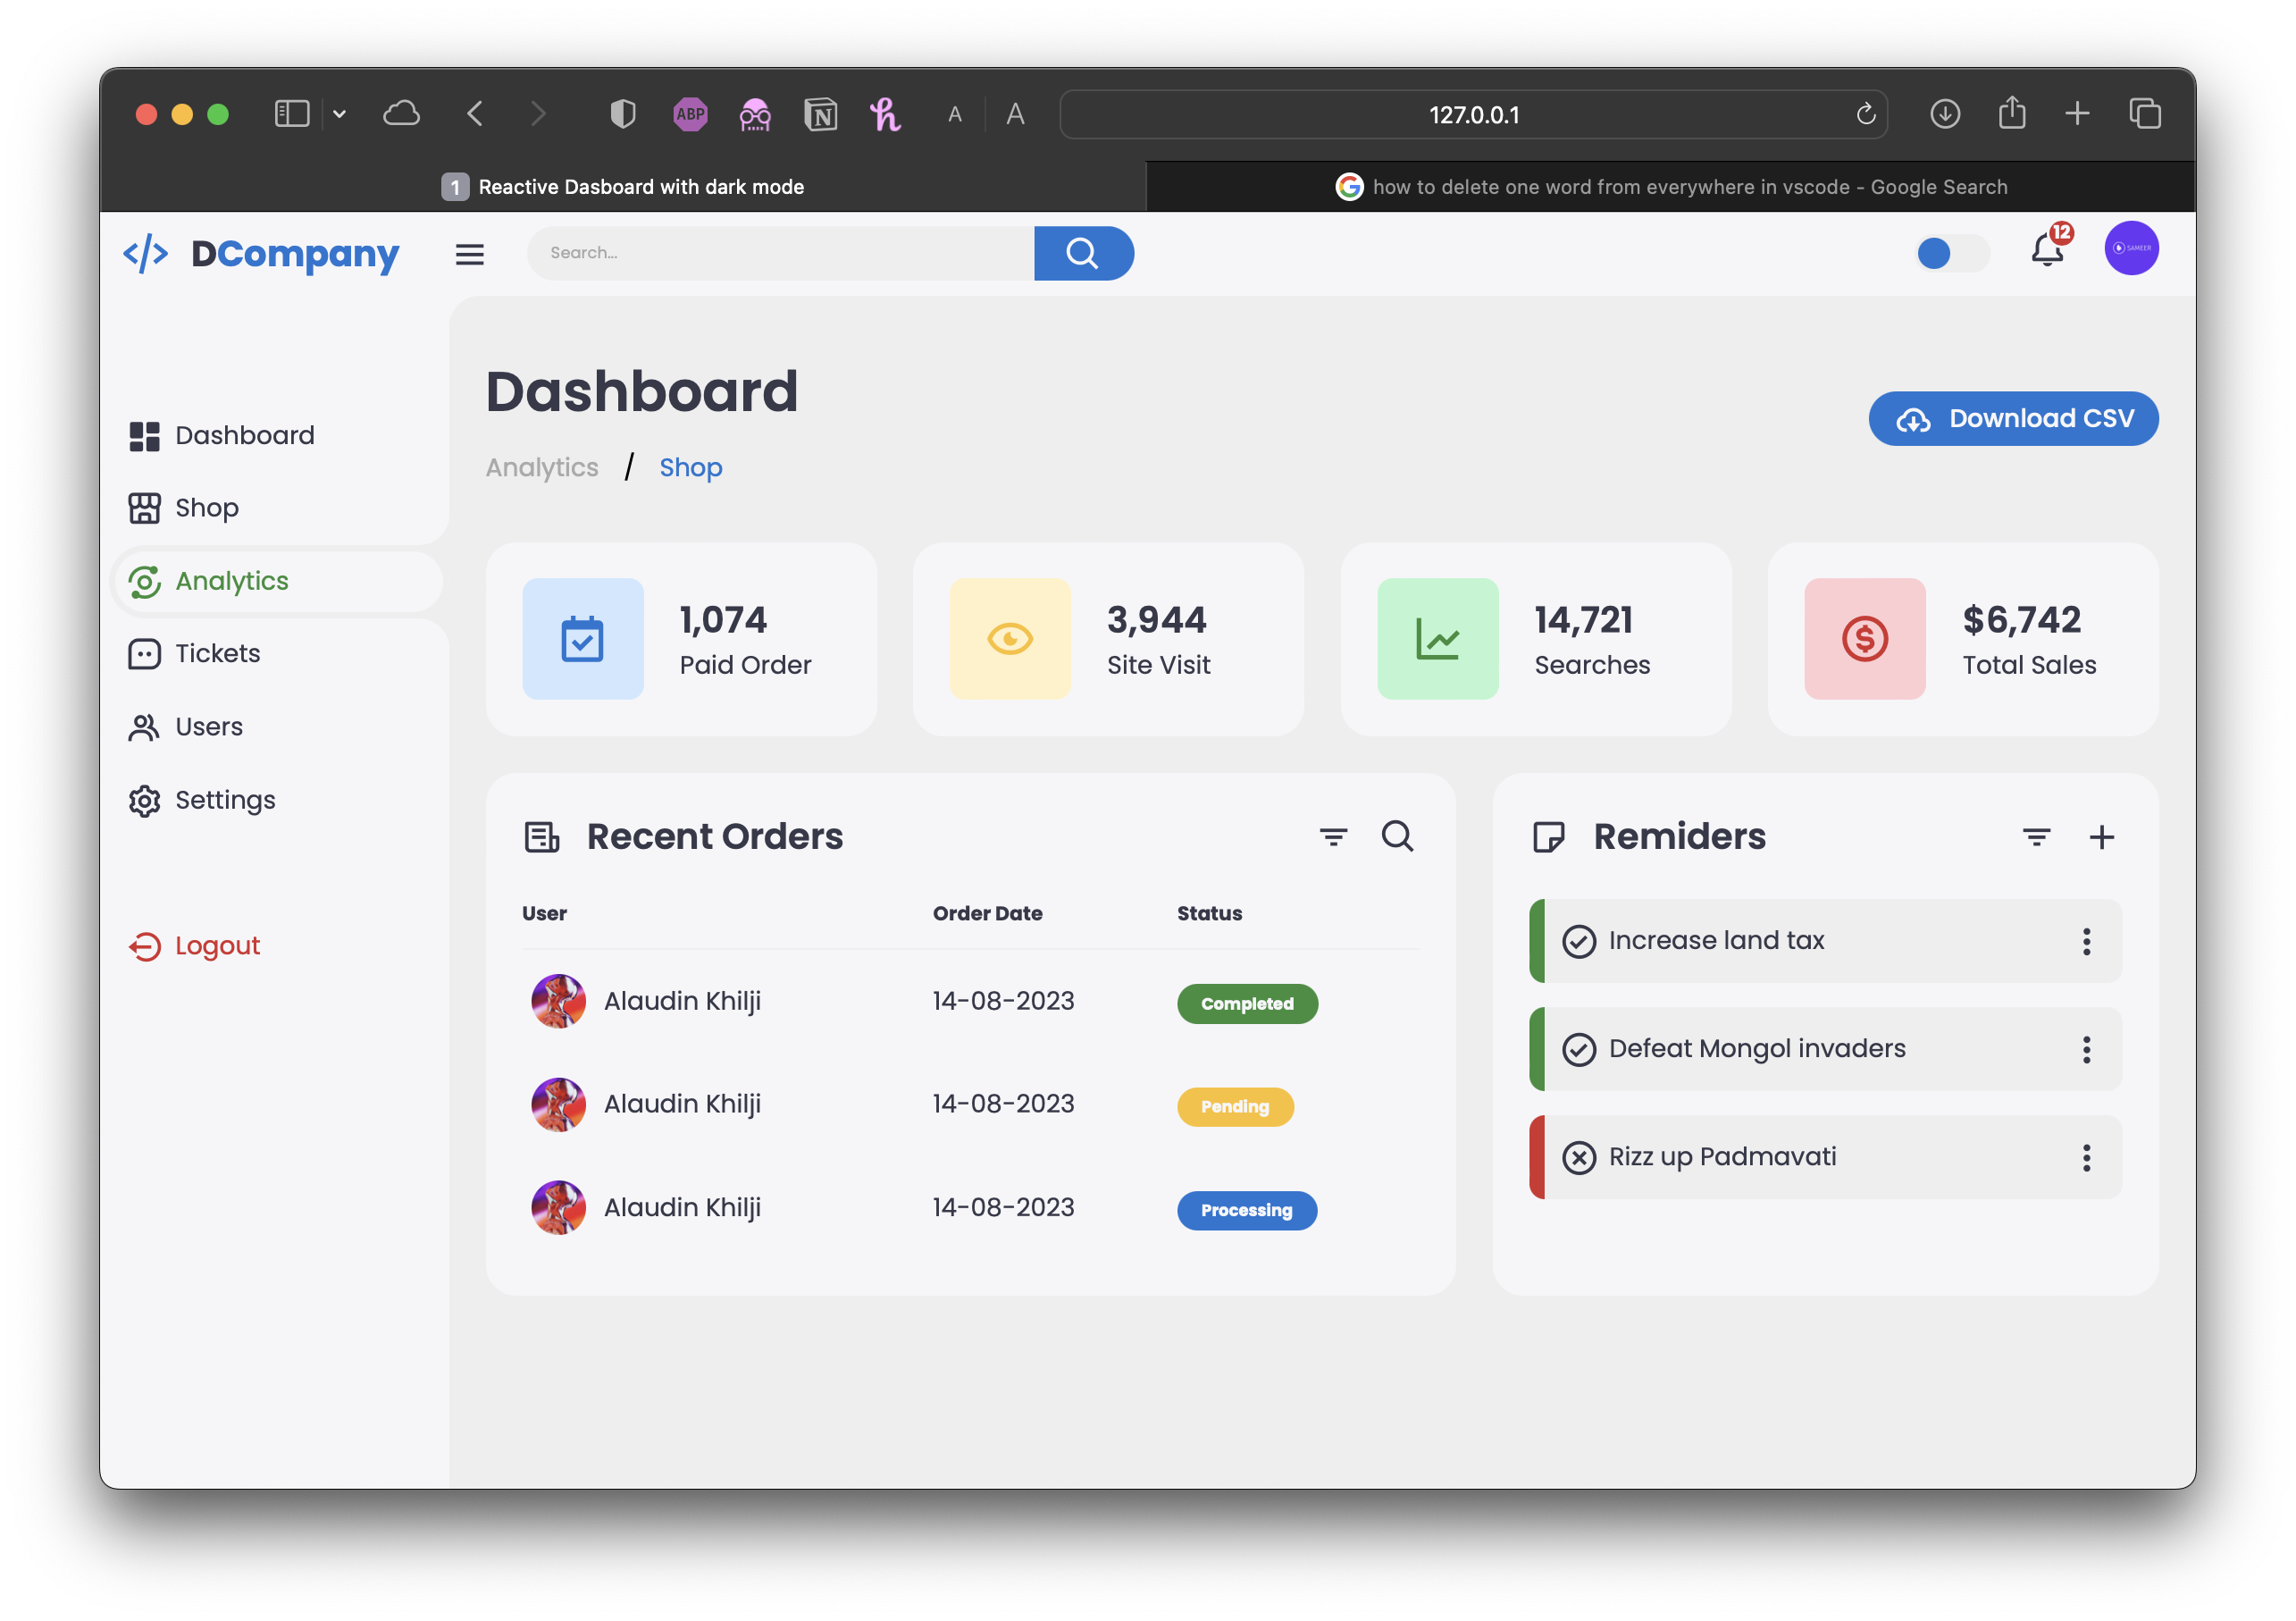 ABP
N
A
A
127.0.0.1
1 Reactive Dasboard with dark mode
G how to delete one word from everywhere in vscode - Google Search
</> DCompany
Search...
12
SAMEER
Dashboard
Download CSV
Analytics / Shop
Dashboard
Shop
Analytics
Tickets
Users
Settings
Logout
1,074
Paid Order
3,944
Site Visit
14,721
Searches
$6,742
Total Sales
Recent Orders
User Order Date Status
Alaudin Khilji 14-08-2023 Completed
Alaudin Khilji 14-08-2023 Pending
Alaudin Khilji 14-08-2023 Processing
Remiders
Increase land tax
Defeat Mongol invaders
Rizz up Padmavati